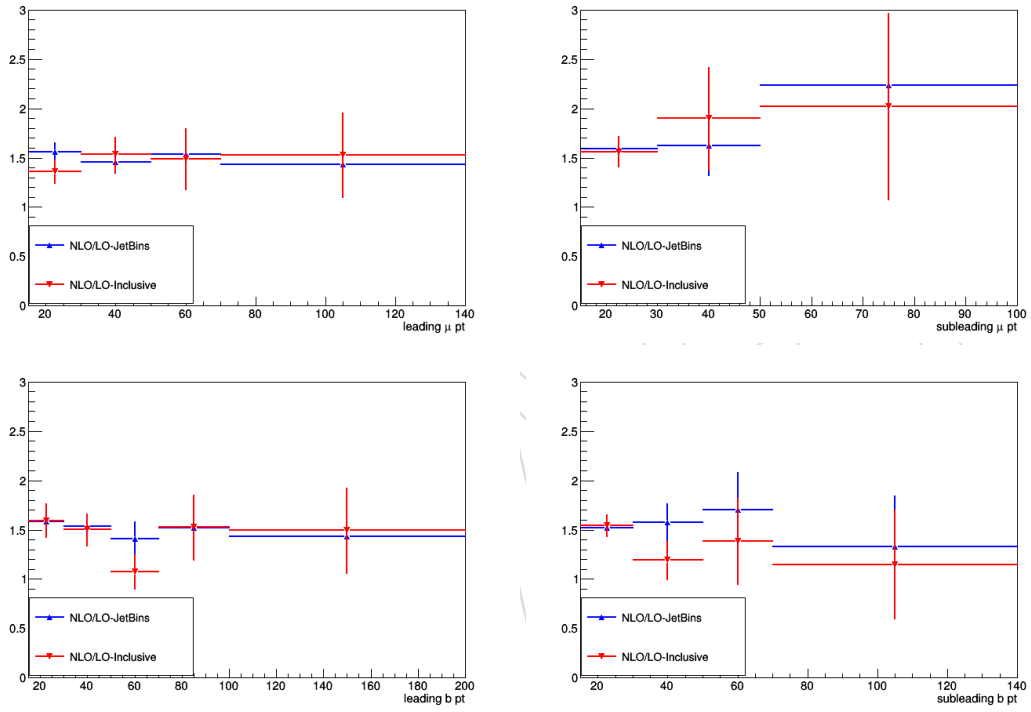 3
2.5
2
1.5
1
0.5
0
NLO/LO-JetBins
NLO/LO-Inclusive
20 40 60 80 100 120 140
leading μ pt
3
2.5
2
1.5
1
0.5
0
NLO/LO-JetBins
NLO/LO-Inclusive
20 30 40 50 60 70 80 90 100
subleading μ pt
3
2.5
2
1.5
1
0.5
0
NLO/LO-JetBins
NLO/LO-Inclusive
20 40 60 80 100 120 140 160 180 200
leading b pt
3
2.5
2
1.5
1
0.5
0
NLO/LO-JetBins
NLO/LO-Inclusive
20 40 60 80 100 120 140
subleading b pt